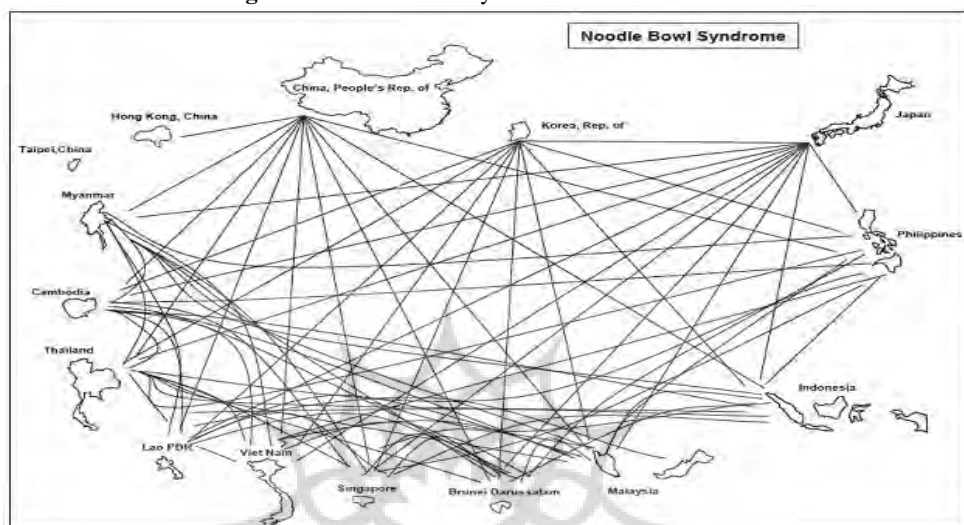 Noodle Bowl Syndrome
China, People's Rep. of
Hong Kong, China
Korea, Rep. of
Japan
Taipei,China
Myanmar
Philippines
Cambodia
Thailand
Indonesia
Lao PDR
Viet Nam
Singapore
Brunei Darussalam
Malaysia